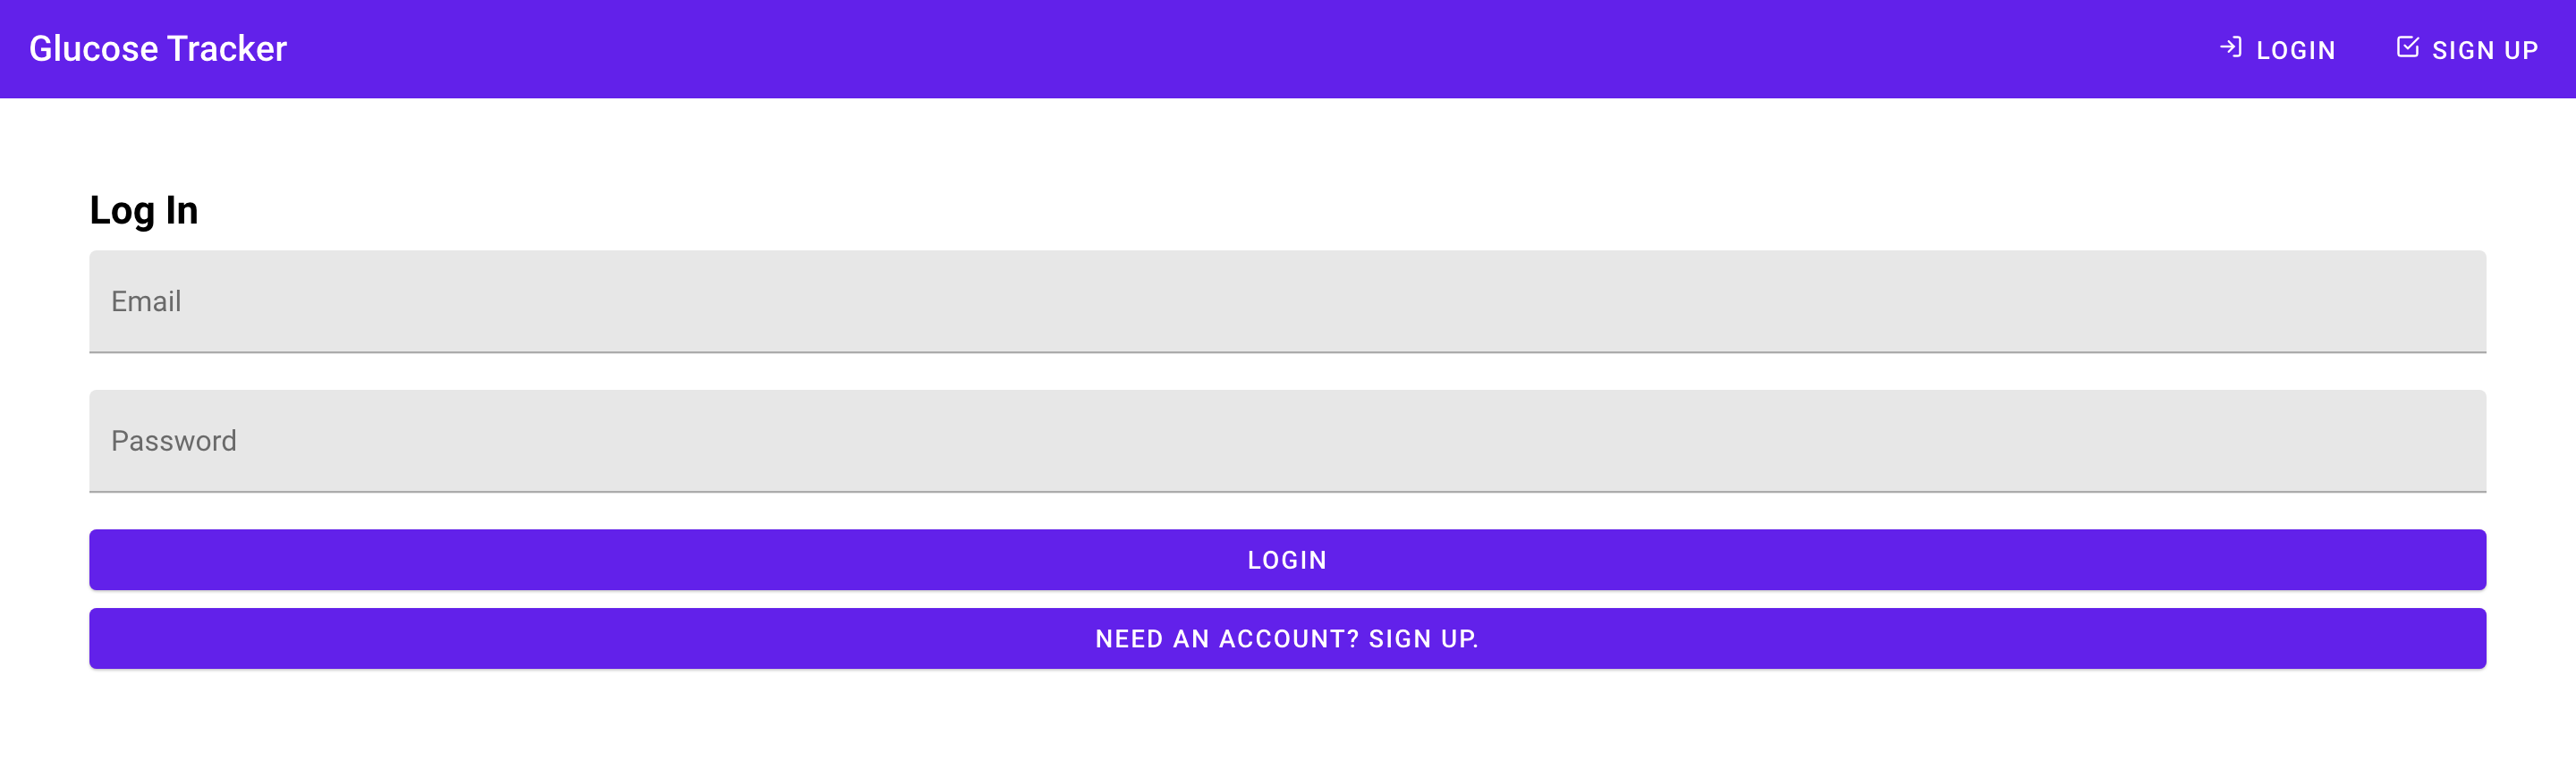 Glucose Tracker
LOGIN
SIGN UP
Log In
Email
Password
LOGIN
NEED AN ACCOUNT? SIGN UP.